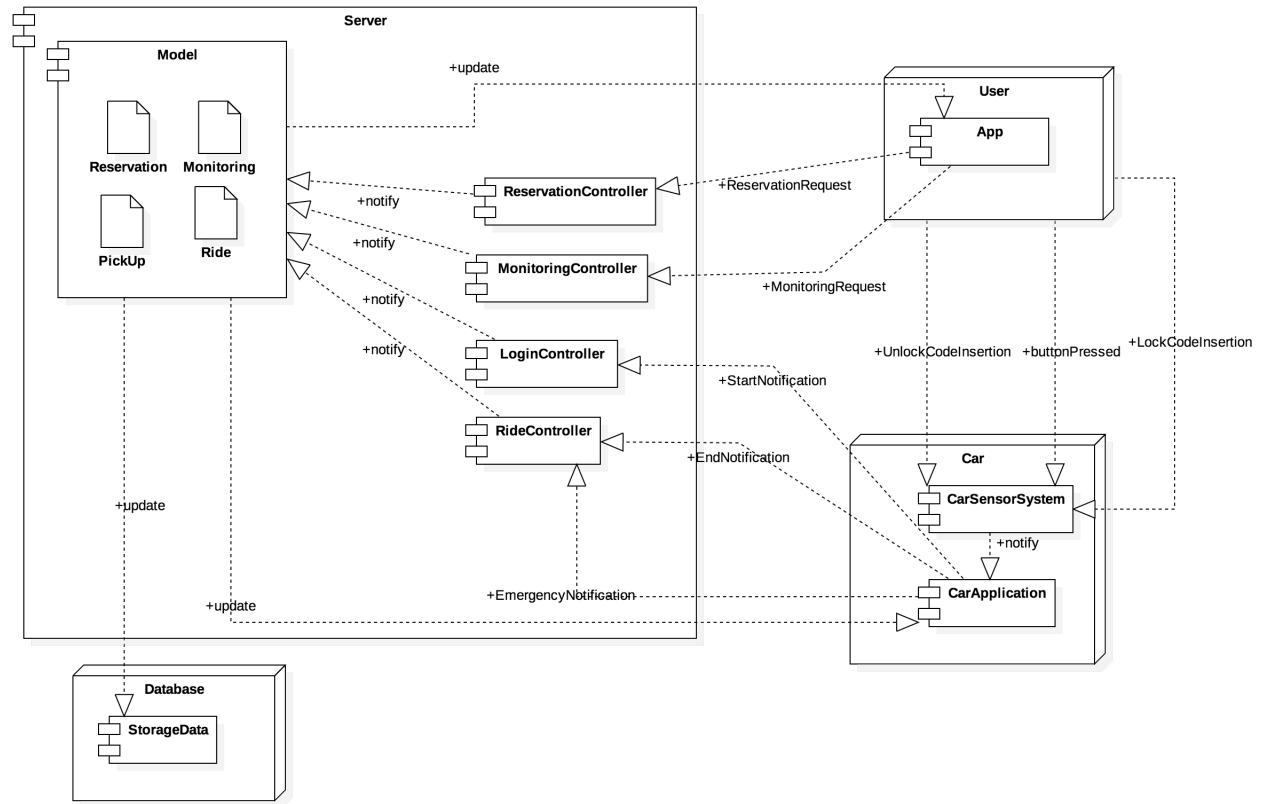 Server
Model
+update
User
App
Reservation
Monitoring
+ReservationRequest
ReservationController
+notify
PickUp
Ride
+notify
MonitoringController
+MonitoringRequest
+notify
+notify
LoginController
+UnlockCodeInsertion
+buttonPressed
+LockCodeInsertion
+StartNotification
RideController
+EndNotification
Car
CarSensorSystem
+update
+notify
+EmergencyNotification
CarApplication
+update
Database
StorageData